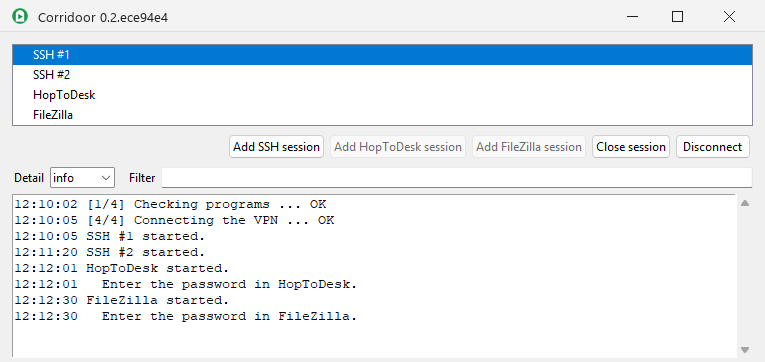 Corridoor 0.2.ece94e4
SSH #1
SSH #2
HopToDesk
FileZilla
Add SSH session Add HopToDesk session Add FileZilla session Close session Disconnect
Detail info Filter
12:10:02 [1/4] Checking programs ... OK
12:10:05 [4/4] Connecting the VPN ... OK
12:10:05 SSH #1 started.
12:11:20 SSH #2 started.
12:12:01 HopToDesk started.
12:12:01   Enter the password in HopToDesk.
12:12:30 FileZilla started.
12:12:30   Enter the password in FileZilla.